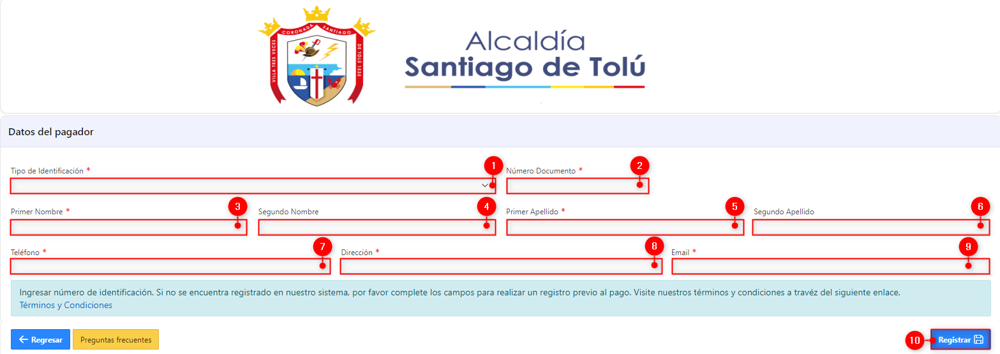 CORONADA SANTIAGO
VILLA TRES VECES
DE TOLÚ 1535
Alcaldía
Santiago de Tolú
Datos del pagador
Tipo de Identificación * 1 Número Documento * 2
Primer Nombre * 3 Segundo Nombre 4 Primer Apellido * 5 Segundo Apellido 6
Teléfono * 7 Dirección * 8 Email * 9
Ingresar número de identificación. Si no se encuentra registrado en nuestro sistema, por favor complete los campos para realizar un registro previo al pago. Visite nuestros términos y condiciones a travéz del siguiente enlace.
Términos y Condiciones
Regresar Preguntas frecuentes 10 Registrar